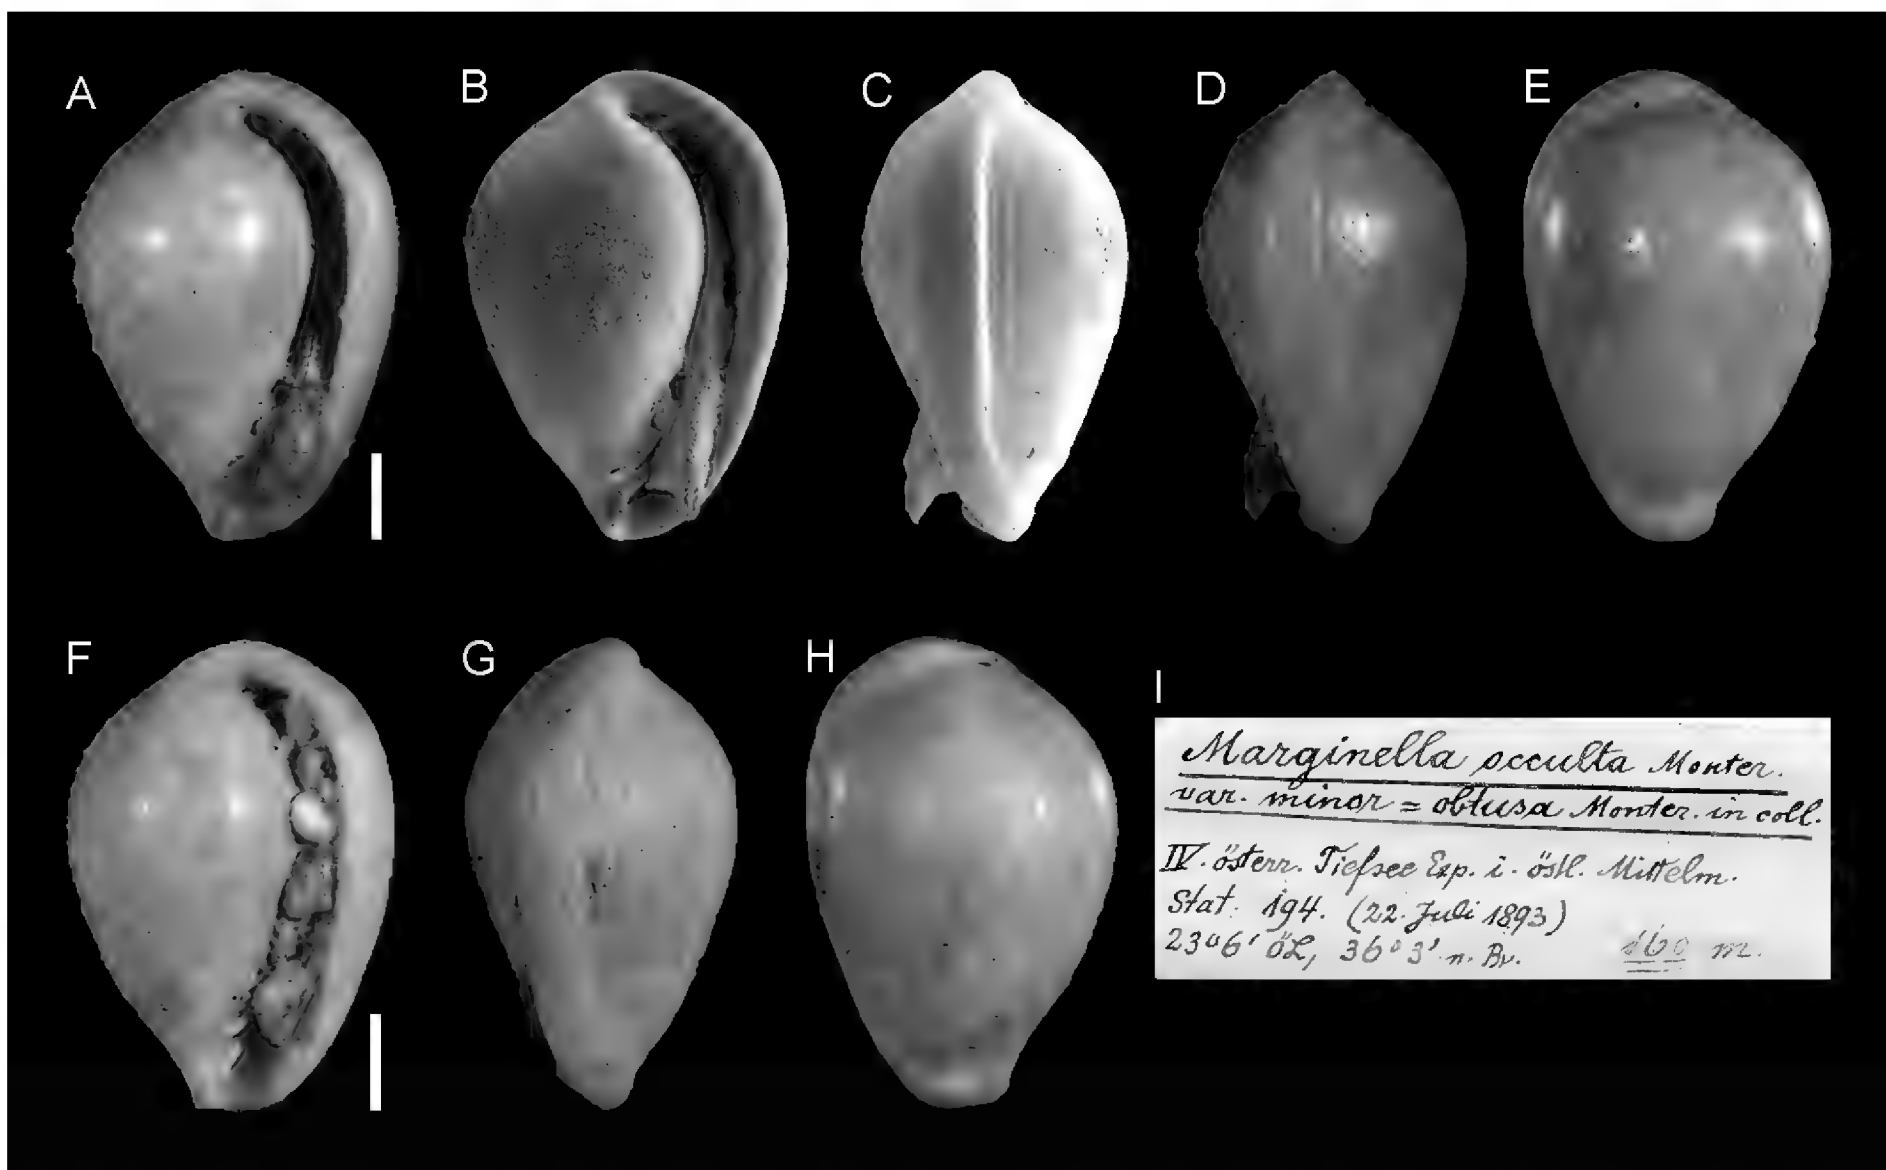 A
B
C
D
E
F
G
H
I
Marginella occulta Monter.
var. minor = obtusa Monter. in coll.
IV. österr. Tiefsee Exp. i. östl. Mittelm.
Stat. 194. (22. Juli 1893)
23°6' ÖL, 36°3' n. Br. 160 m.